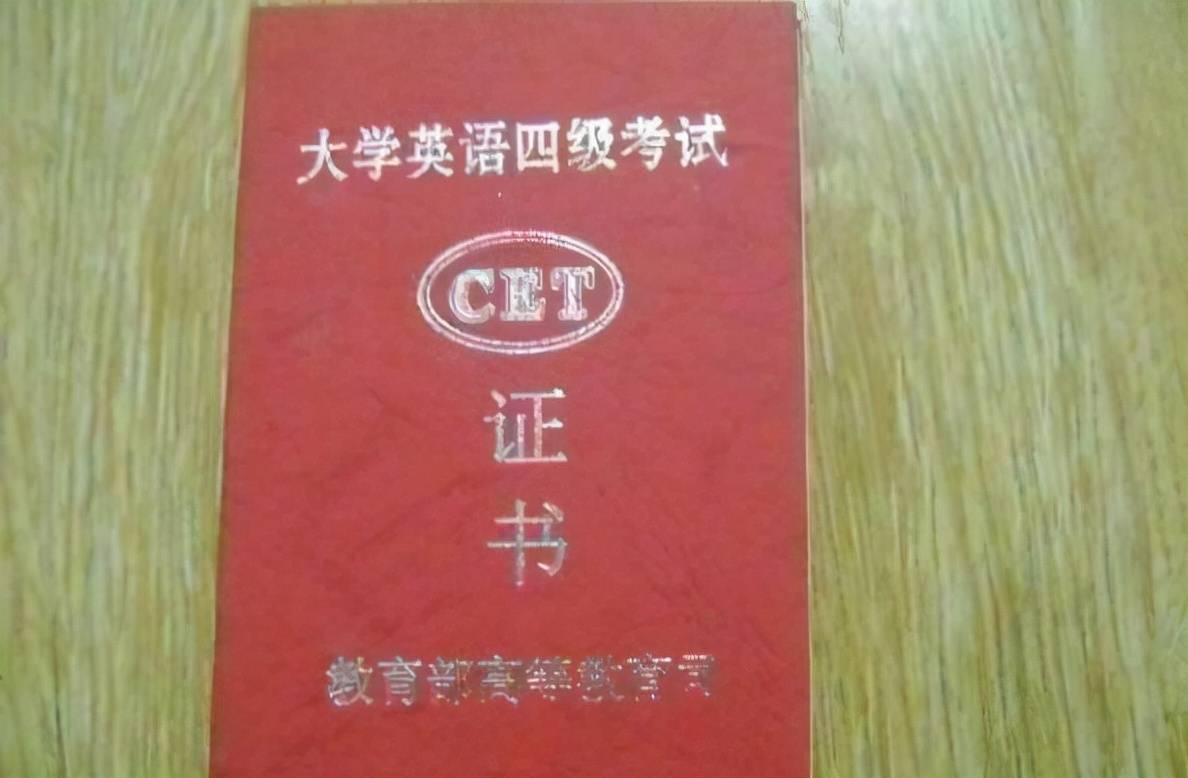 大学英语四级考试
CET
证
书
教育部高等教育司